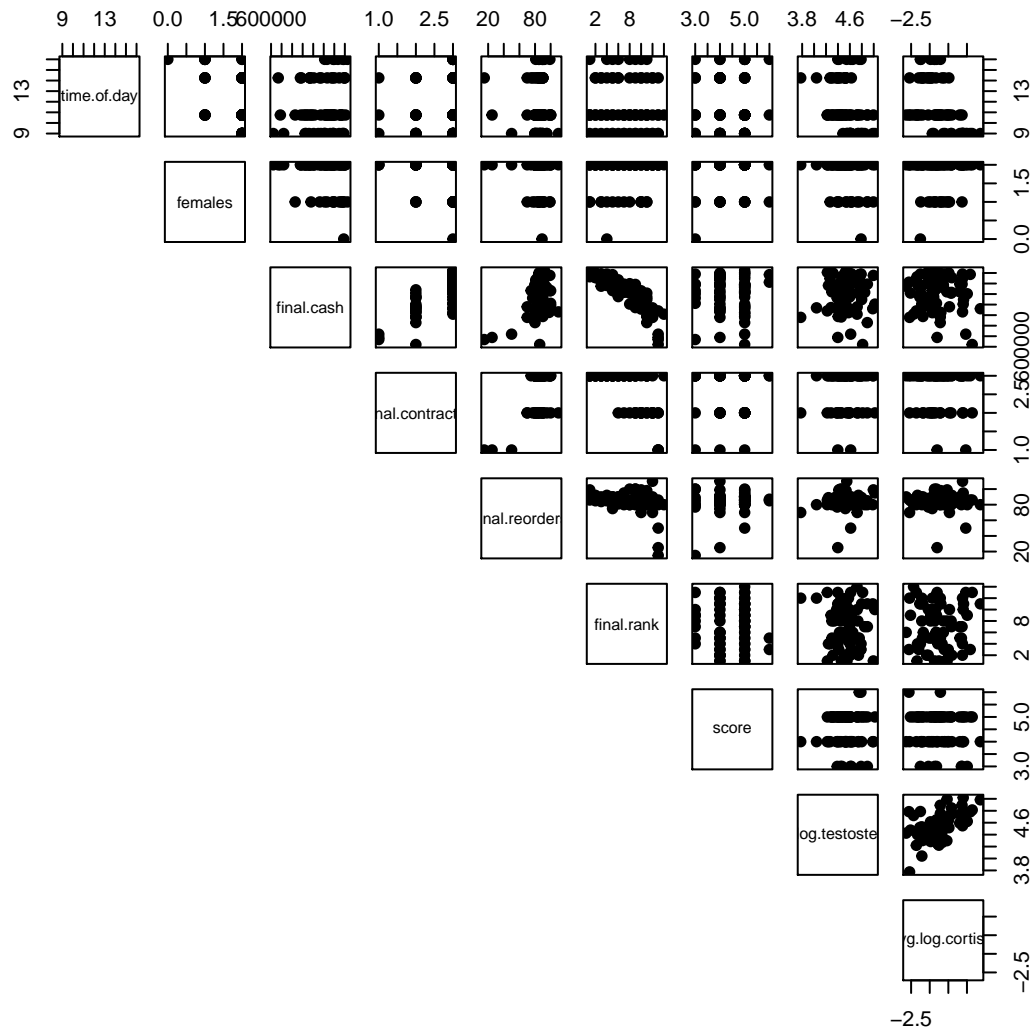 9 13 0.0 1.5 600000 1.0 2.5 20 80 2 8 3.0 5.0 3.8 4.6 −2.5
9 13 time.of.day 9 13
females 0.0 1.5
final.cash 600000
nal.contract 1.0 2.5
nal.reorder 20 80
final.rank 2 8
score 3.0 5.0
og.testoste 3.8 4.6
/g.log.cortis −2.5
−2.5